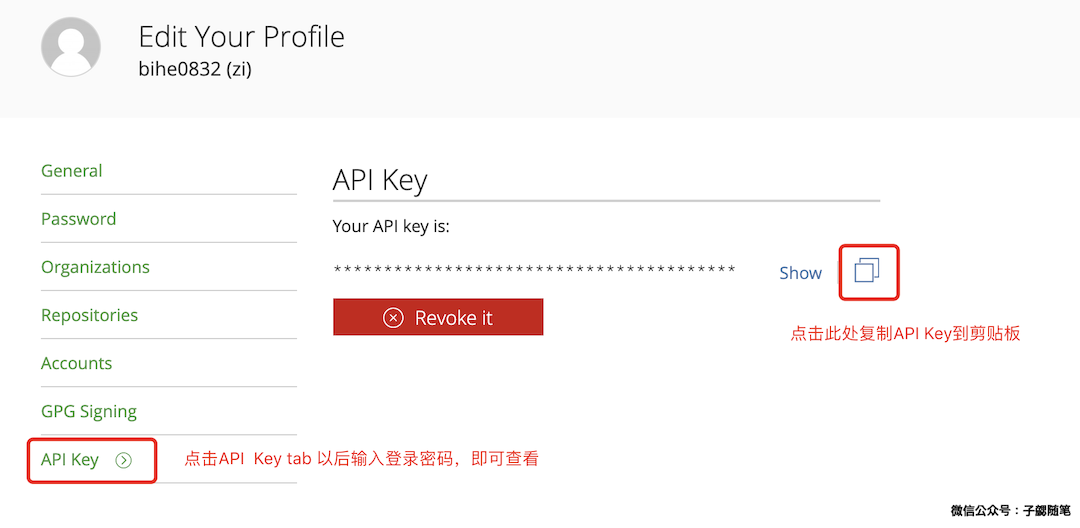 Edit Your Profile
bihe0832 (zi)
General
Password
Organizations
Repositories
Accounts
GPG Signing
API Key
点击API Key tab 以后输入登录密码，即可查看
API Key
Your API key is:
****************************************
Show
Revoke it
点击此处复制API Key到剪贴板
微信公众号：子勰随笔